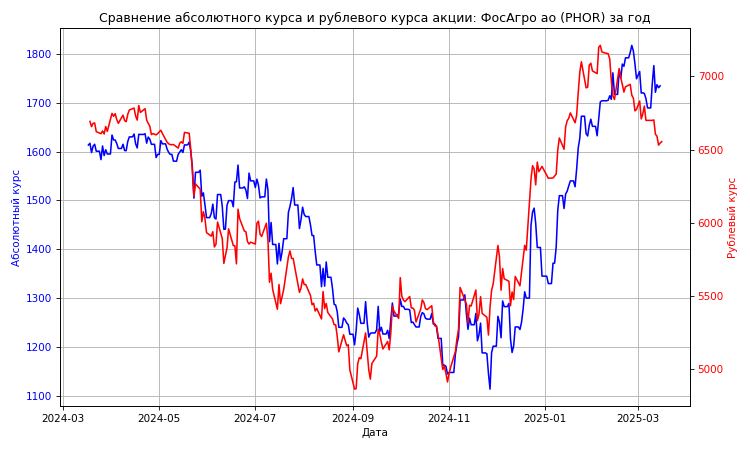 Сравнение абсолютного курса и рублевого курса акции: ФосАгро ао (PHOR) за год
1800
1700
1600
1500
1400
1300
1200
1100
Абсолютный курс
7000
6500
6000
5500
5000
Рублевый курс
2024-03 2024-05 2024-07 2024-09 2024-11 2025-01 2025-03
Дата